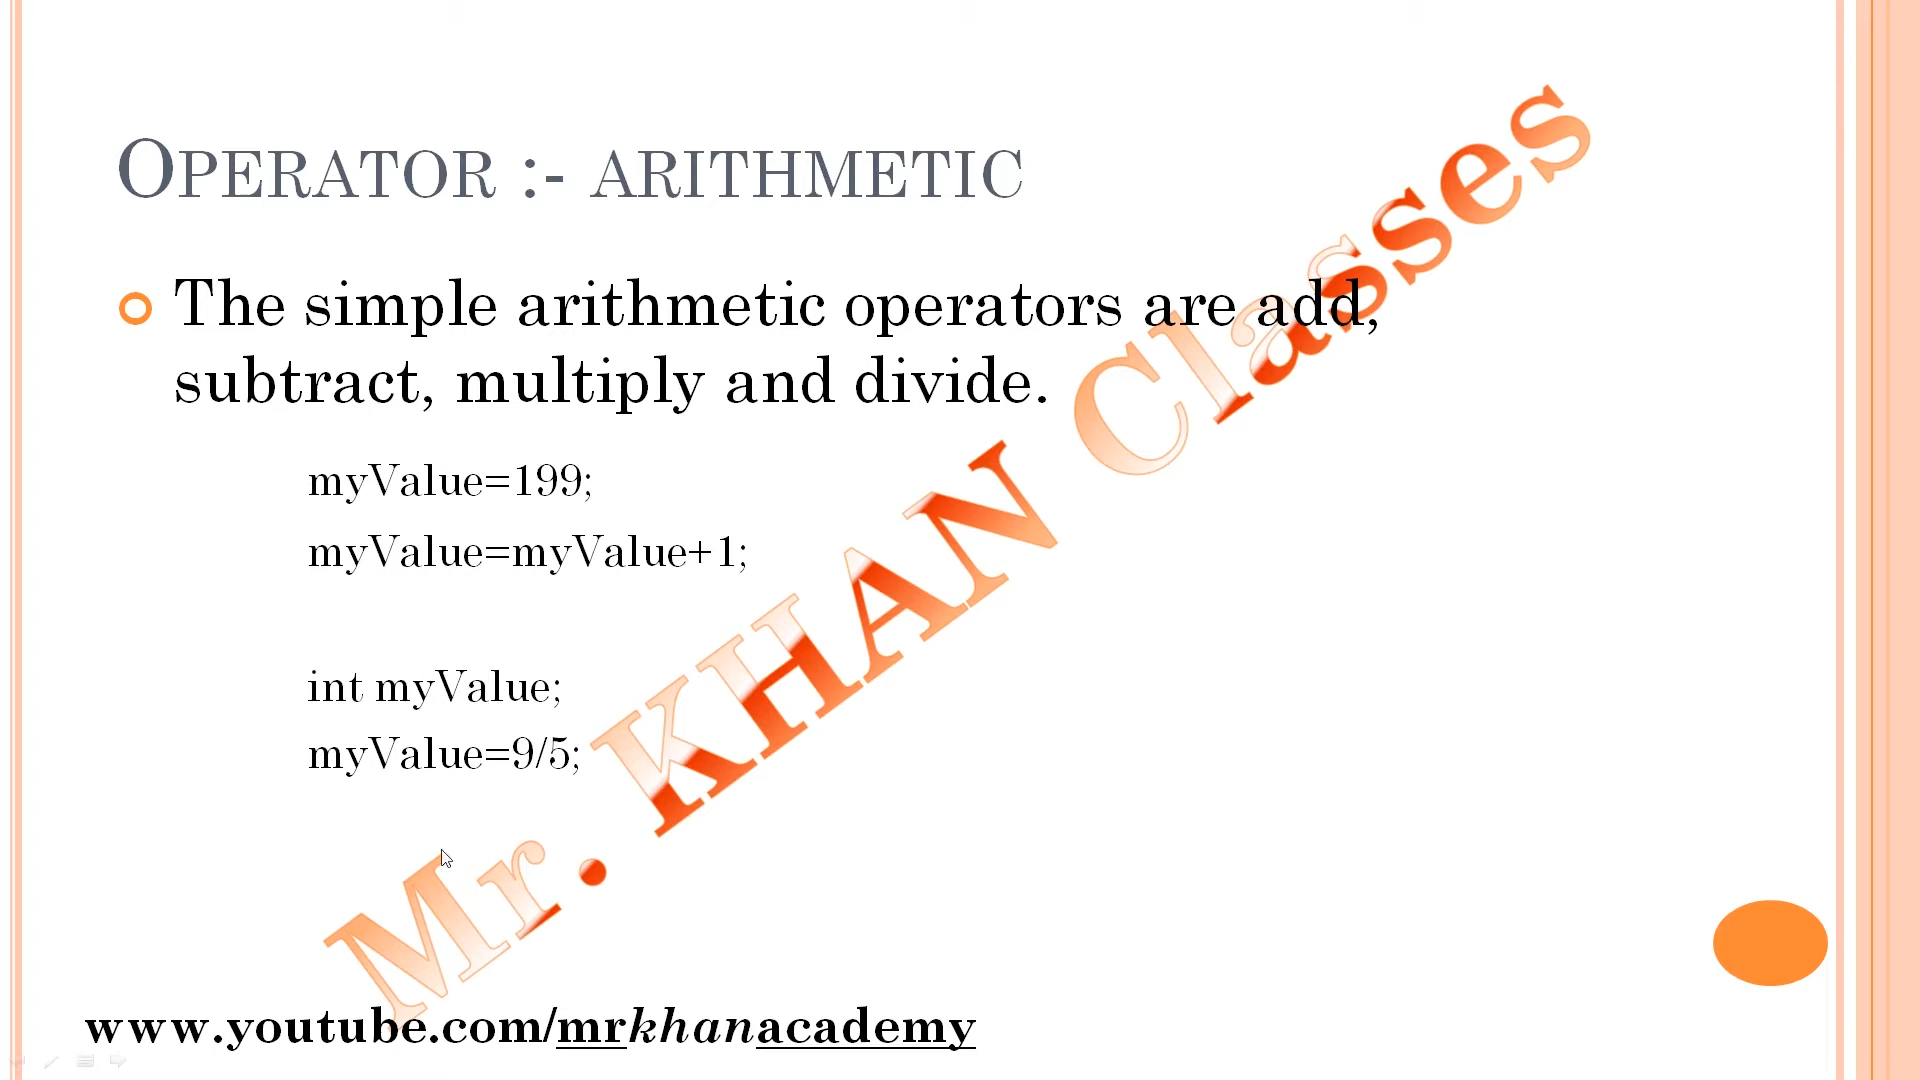 OPERATOR :- ARITHMETIC
The simple arithmetic operators are add,
subtract, multiply and divide.
myValue=199;
myValue=myValue+1;
int myValue;
myValue=9/5;
Mr. KHAN Classes
www.youtube.com/mrkhanacademy